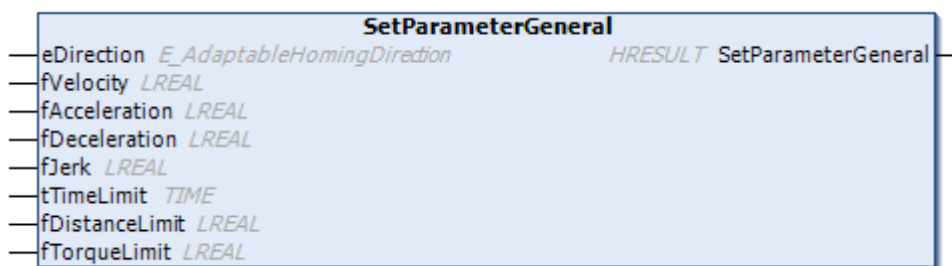 SetParameterGeneral
eDirection E_AdaptableHomingDirection HRESULT SetParameterGeneral
fVelocity LREAL
fAcceleration LREAL
fDeceleration LREAL
fJerk LREAL
tTimeLimit TIME
fDistanceLimit LREAL
fTorqueLimit LREAL